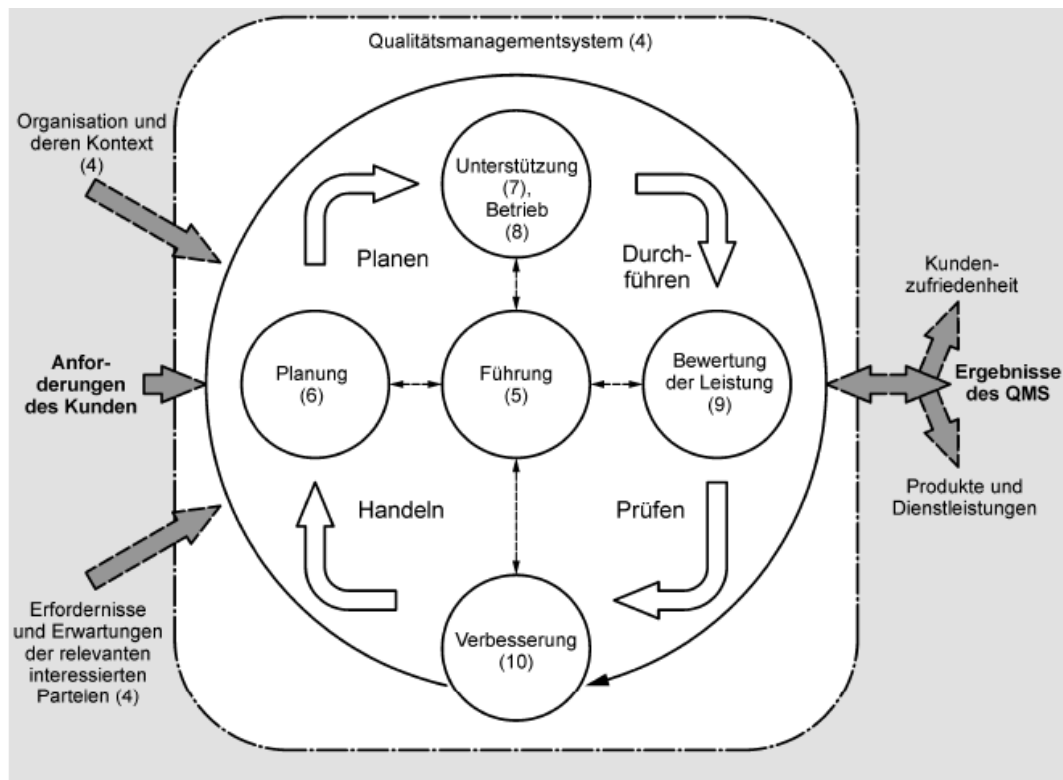 Qualitätsmanagementsystem (4)
Organisation und
deren Kontext
(4)
Unterstützung
(7),
Betrieb
(8)
Planen
Durch-
führen
Kunden-
zufriedenheit
Anfor-
derungen
des Kunden
Planung
(6)
Führung
(5)
Bewertung
der Leistung
(9)
Ergebnisse
des QMS
Handeln
Prüfen
Produkte und
Dienstleistungen
Erfordernisse
und Erwartungen
der relevanten
interessierten
Parteien (4)
Verbesserung
(10)